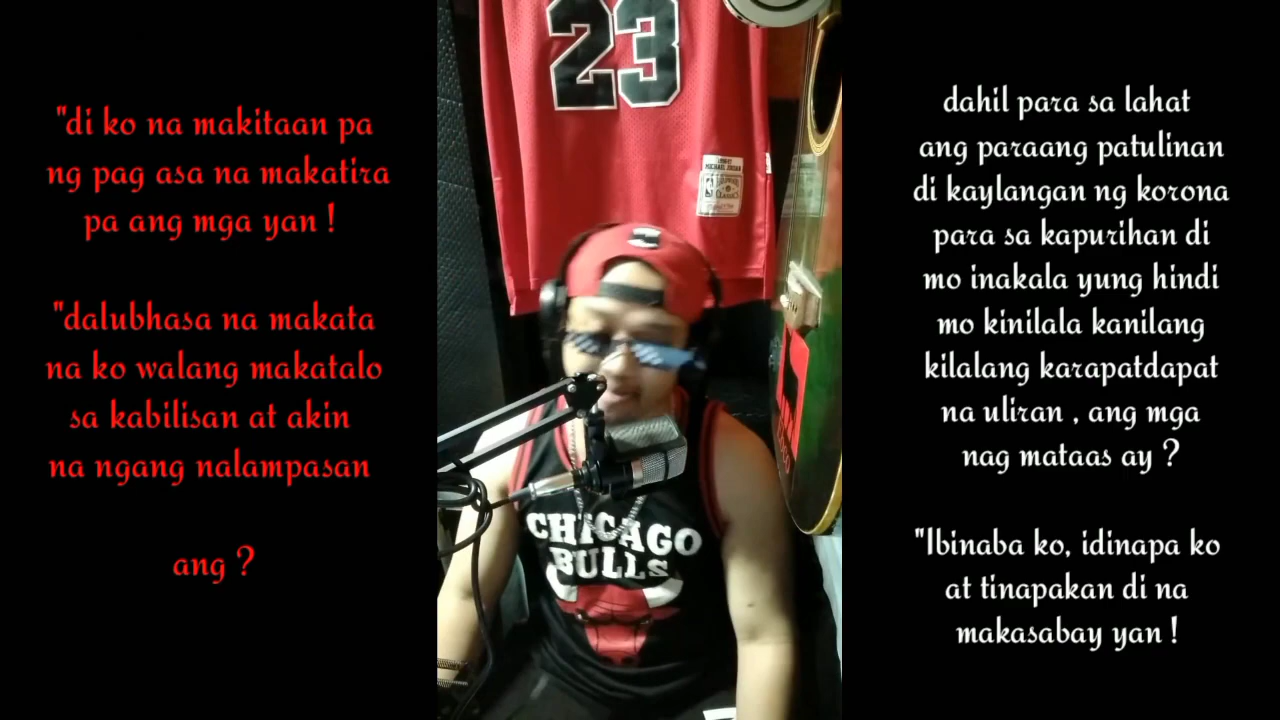 "di ko na makitaan pa
ng pag asa na makatira
pa ang mga yan !
"dalubhasa na makata
na ko walang makatalo
sa kabilisan at akin
na ngang nalampasan
ang ?
23
MICHAEL JORDAN
CHICAGO
BULLS
dahil para sa lahat
ang paraang patulinan
di kaylangan ng korona
para sa kapurihan di
mo inakala yung hindi
mo kinilala kanilang
kilalang karapatdapat
na uliran , ang mga
nag mataas ay ?
"Ibinaba ko, idinapa ko
at tinapakan di na
makasabay yan !